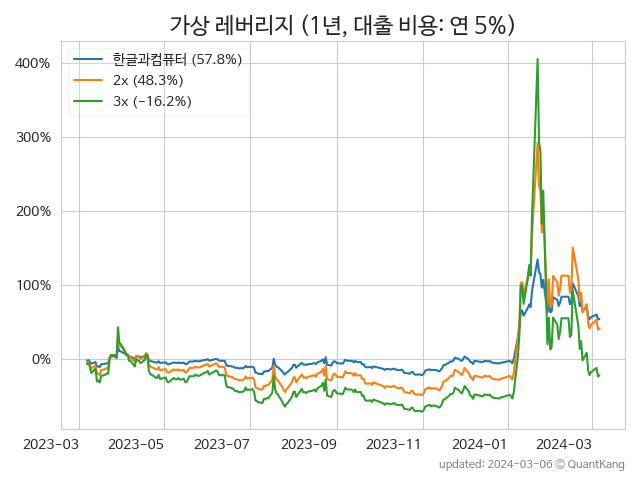 가상 레버리지 (1년, 대출 비용: 연 5%)
한글과컴퓨터 (57.8%)
2x (48.3%)
3x (−16.2%)
400%
300%
200%
100%
0%
2023-03 2023-05 2023-07 2023-09 2023-11 2024-01 2024-03
updated: 2024-03-06 © QuantKang